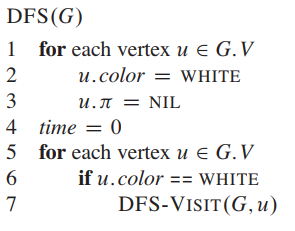 DFS(G)
1 for each vertex u ∈ G.V
2 u.color = WHITE
3 u.π = NIL
4 time = 0
5 for each vertex u ∈ G.V
6 if u.color == WHITE
7 DFS-VISIT(G, u)